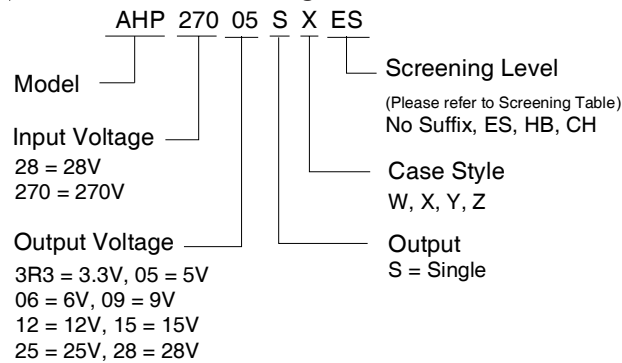 AHP 270 05 S X ES
Model
Input Voltage
28 = 28V
270 = 270V
Output Voltage
3R3 = 3.3V, 05 = 5V
06 = 6V, 09 = 9V
12 = 12V, 15 = 15V
25 = 25V, 28 = 28V
Screening Level
(Please refer to Screening Table)
No Suffix, ES, HB, CH
Case Style
W, X, Y, Z
Output
S = Single